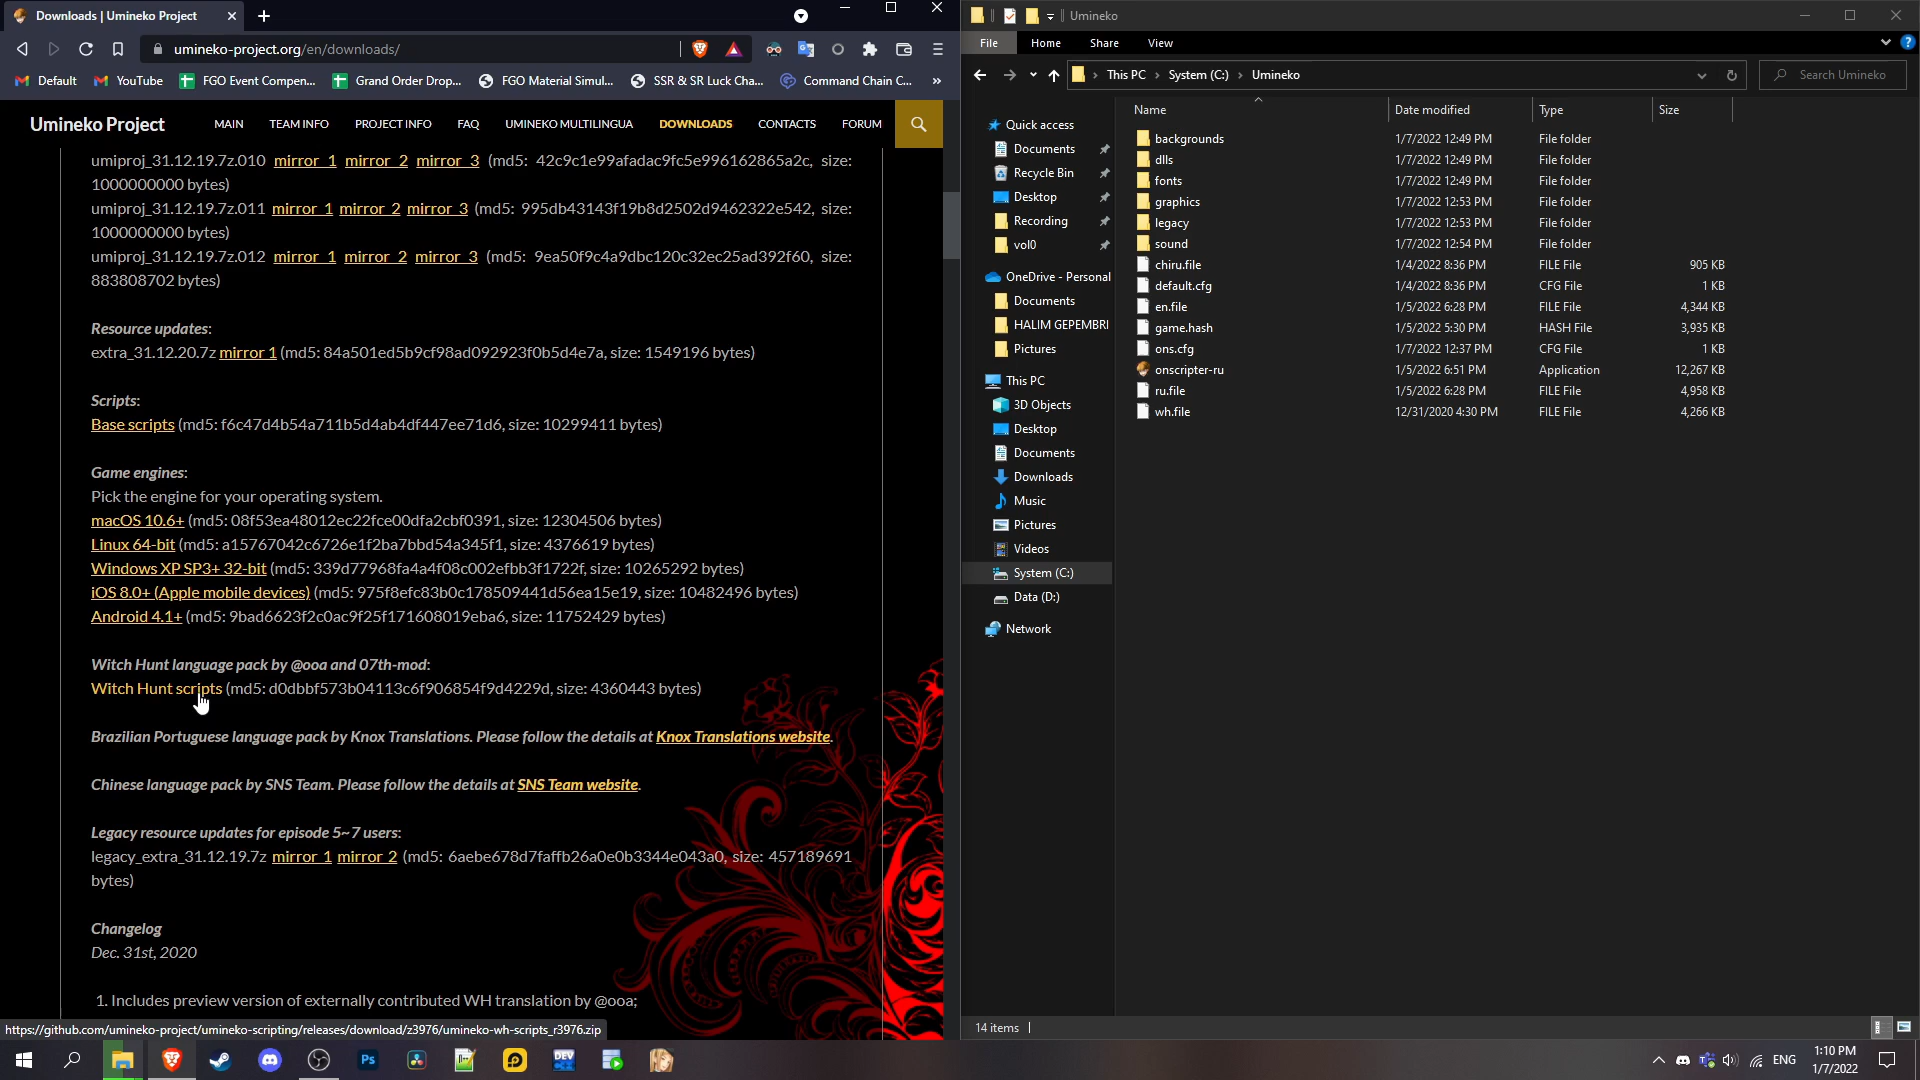 Downloads | Umineko Project
umineko-project.org/en/downloads/
Default YouTube FGO Event Compen... Grand Order Drop... FGO Material Simul... SSR & SR Luck Cha... Command Chain C... »
Umineko Project MAIN TEAM INFO PROJECT INFO FAQ UMINEKO MULTILINGUA DOWNLOADS CONTACTS FORUM
umiproj_31.12.19.7z.010 mirror 1 mirror 2 mirror 3 (md5: 42c9c1e99afadac9fc5e996162865a2c, size:
1000000000 bytes)
umiproj_31.12.19.7z.011 mirror 1 mirror 2 mirror 3 (md5: 995db43143f19b8d2502d9462322e542, size:
1000000000 bytes)
umiproj_31.12.19.7z.012 mirror 1 mirror 2 mirror 3 (md5: 9ea50f9c4a9dbc120c32ec25ad392f60, size:
883808702 bytes)
Resource updates:
extra_31.12.20.7z mirror 1 (md5: 84a501ed5b9cf98ad092923f0b5d4e7a, size: 1549196 bytes)
Scripts:
Base scripts (md5: f6c47d4b54a711b5d4ab4df447ee71d6, size: 10299411 bytes)
Game engines:
Pick the engine for your operating system.
macOS 10.6+ (md5: 08f53ea48012ec22fce00dfa2cbf0391, size: 12304506 bytes)
Linux 64-bit (md5: a15767042c6726e1f2ba7bbd54a345f1, size: 4376619 bytes)
Windows XP SP3+ 32-bit (md5: 339d77968fa4a4f08c002efbb3f1722f, size: 10265292 bytes)
iOS 8.0+ (Apple mobile devices) (md5: 975f8efc83b0c178509441d56ea15e19, size: 10482496 bytes)
Android 4.1+ (md5: 9bad6623f2c0ac9f25f171608019eba6, size: 11752429 bytes)
Witch Hunt language pack by @ooa and 07th-mod:
Witch Hunt scripts (md5: d0dbbf573b04113c6f906854f9d4229d, size: 4360443 bytes)
Brazilian Portuguese language pack by Knox Translations. Please follow the details at Knox Translations website.
Chinese language pack by SNS Team. Please follow the details at SNS Team website.
Legacy resource updates for episode 5~7 users:
legacy_extra_31.12.19.7z mirror 1 mirror 2 (md5: 6aebe678d7faffb26a0e0b3344e043a0, size: 457189691
bytes)
Changelog
Dec. 31st, 2020
1. Includes preview version of externally contributed WH translation by @ooa;
https://github.com/umineko-project/umineko-scripting/releases/download/z3976/umineko-wh-scripts_r3976.zip
Umineko
File Home Share View
This PC System (C:) Umineko
Search Umineko
Quick access
Documents
Recycle Bin
Desktop
Recording
vol0
OneDrive - Personal
Documents
HALIM GEPEMBRI
Pictures
This PC
3D Objects
Desktop
Documents
Downloads
Music
Pictures
Videos
System (C:)
Data (D:)
Network
Name Date modified Type Size
backgrounds 1/7/2022 12:49 PM File folder
dlls 1/7/2022 12:49 PM File folder
fonts 1/7/2022 12:49 PM File folder
graphics 1/7/2022 12:53 PM File folder
legacy 1/7/2022 12:53 PM File folder
sound 1/7/2022 12:54 PM File folder
chiru.file 1/4/2022 8:36 PM FILE File 905 KB
default.cfg 1/4/2022 8:36 PM CFG File 1 KB
en.file 1/5/2022 6:28 PM FILE File 4,344 KB
game.hash 1/5/2022 5:30 PM HASH File 3,935 KB
ons.cfg 1/7/2022 12:37 PM CFG File 1 KB
onscripter-ru 1/5/2022 6:51 PM Application 12,267 KB
ru.file 1/5/2022 6:28 PM FILE File 4,958 KB
wh.file 12/31/2020 4:30 PM FILE File 4,266 KB
14 items
Ps
DEV
ENG
1:10 PM
1/7/2022